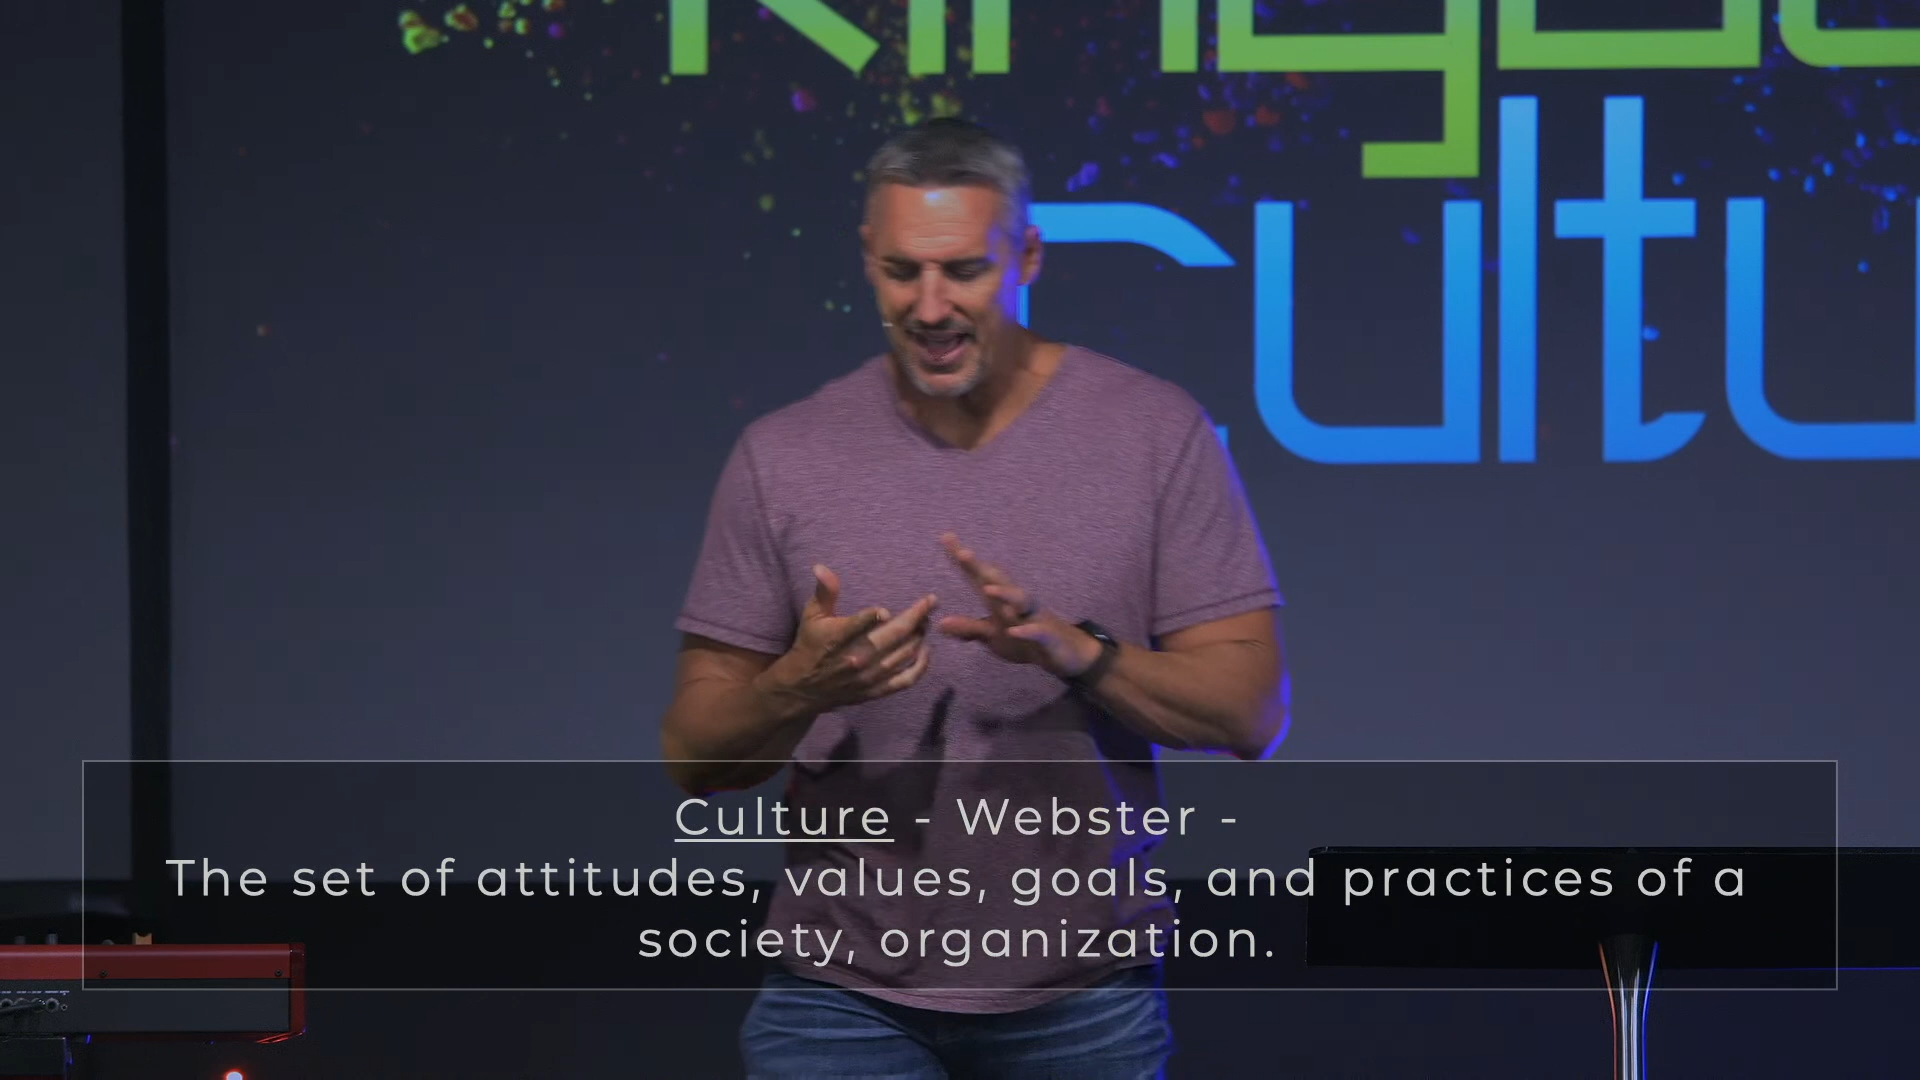 Culture - Webster -
The set of attitudes, values, goals, and practices of a
society, organization.